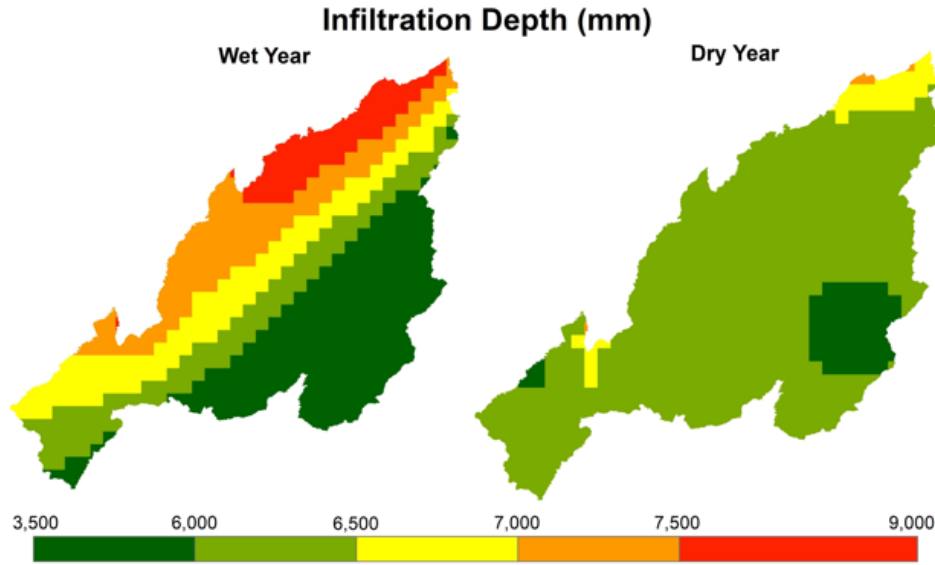 Infiltration Depth (mm)
Wet Year
Dry Year
3,500 6,000 6,500 7,000 7,500 9,000